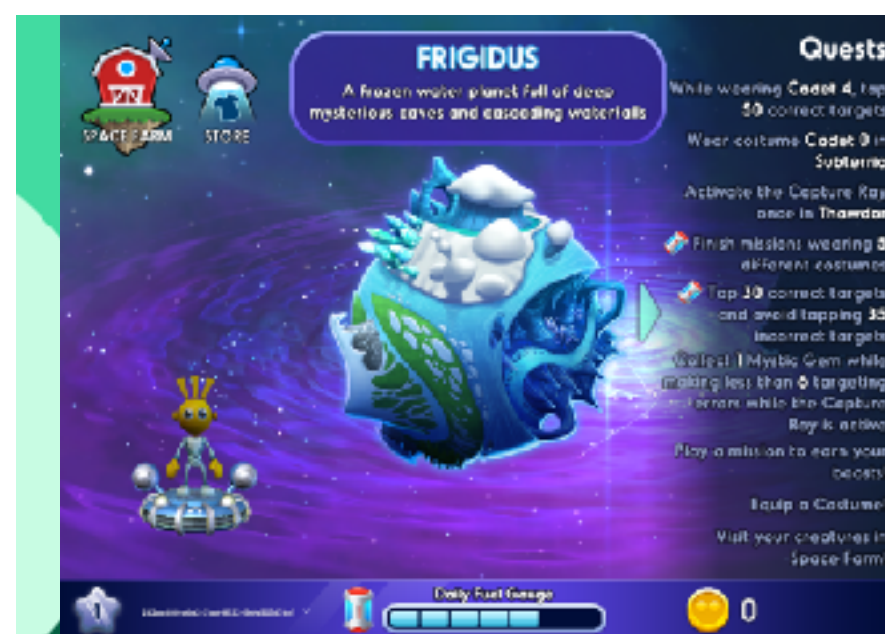 FRIGIDUS
A frozen water planet full of deep
mysterious caves and cascading waterfalls
SPACE FARM
STORE
Quests
While wearing Cadet 4, tap
50 correct targets
Wear costume Cadet
Activate the Capture Ray
once in
Finish missions wearing
different costumes
Tap 30 correct targets
and avoid tapping 35
incorrect targets
Collect 1 Mystic Gem while
making less than 6 targeting
errors while the Capture
Ray is active
Play a mission to earn your
boosts
Equip a Costume
Visit your creatures in
Space Farm
1
Daily Fuel Gauge
0